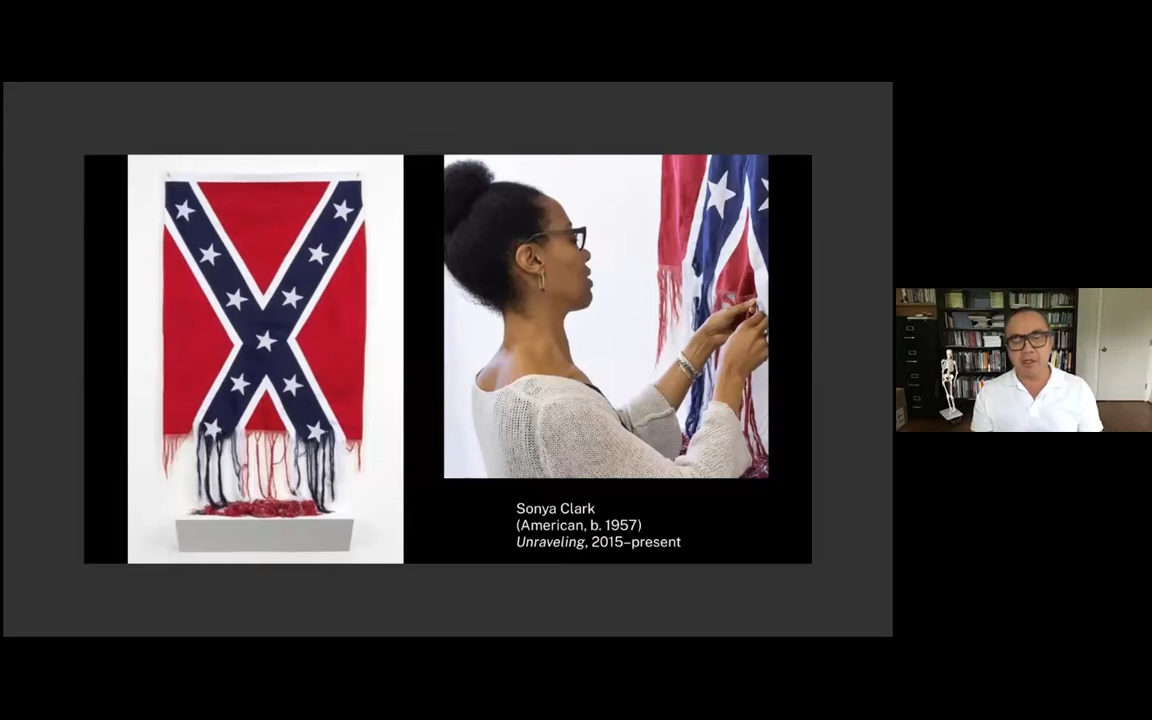 Sonya Clark
(American, b. 1957)
Unraveling, 2015–present